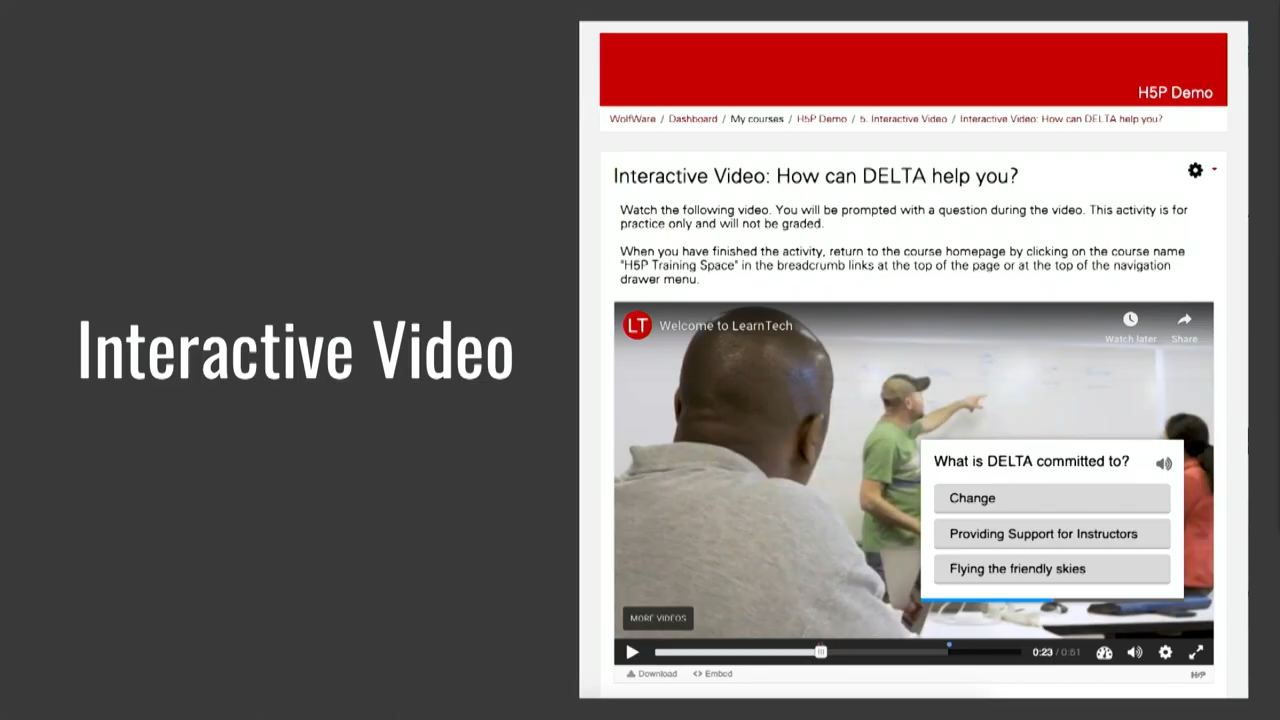 Interactive Video
H5P Demo
WolfWare / Dashboard / My courses / H5P Demo / 5. Interactive Video / Interactive Video: How can DELTA help you?
Interactive Video: How can DELTA help you?
Watch the following video. You will be prompted with a question during the video. This activity is for
practice only and will not be graded.
When you have finished the activity, return to the course homepage by clicking on the course name
"H5P Training Space" in the breadcrumb links at the top of the page or at the top of the navigation
drawer menu.
LT Welcome to LearnTech
Watch later Share
What is DELTA committed to?
Change
Providing Support for Instructors
Flying the friendly skies
MORE VIDEOS
0:23 / 0:51
Download <> Embed
H5P